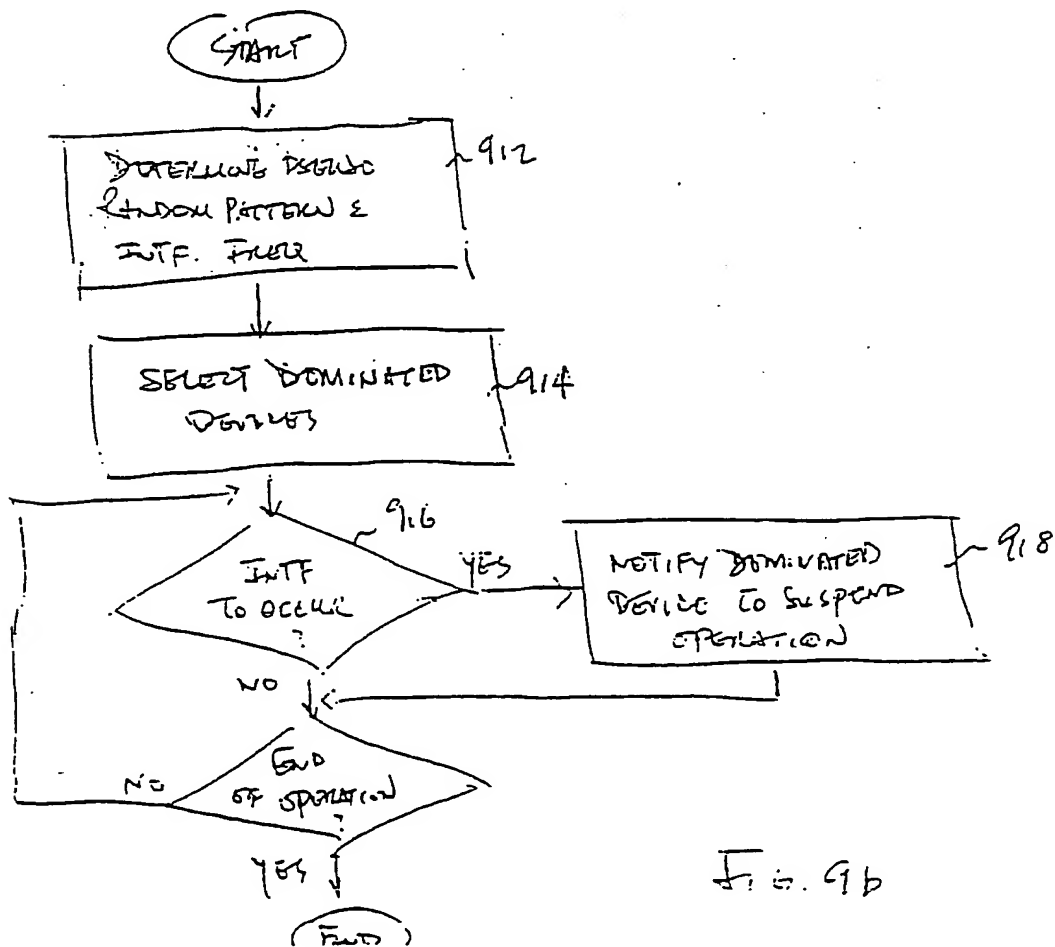 START
DETERMINE PSEUDO
RANDOM PATTERN &
INTF. FREQ
912
SELECT DOMINATED
DEVICES
914
916
INTF
TO OCCUR
?
YES
NOTIFY DOMINATED
DEVICE TO SUSPEND
OPERATION
918
NO
END
OF OPERATION
?
NO
YES
END
Fig. 9b